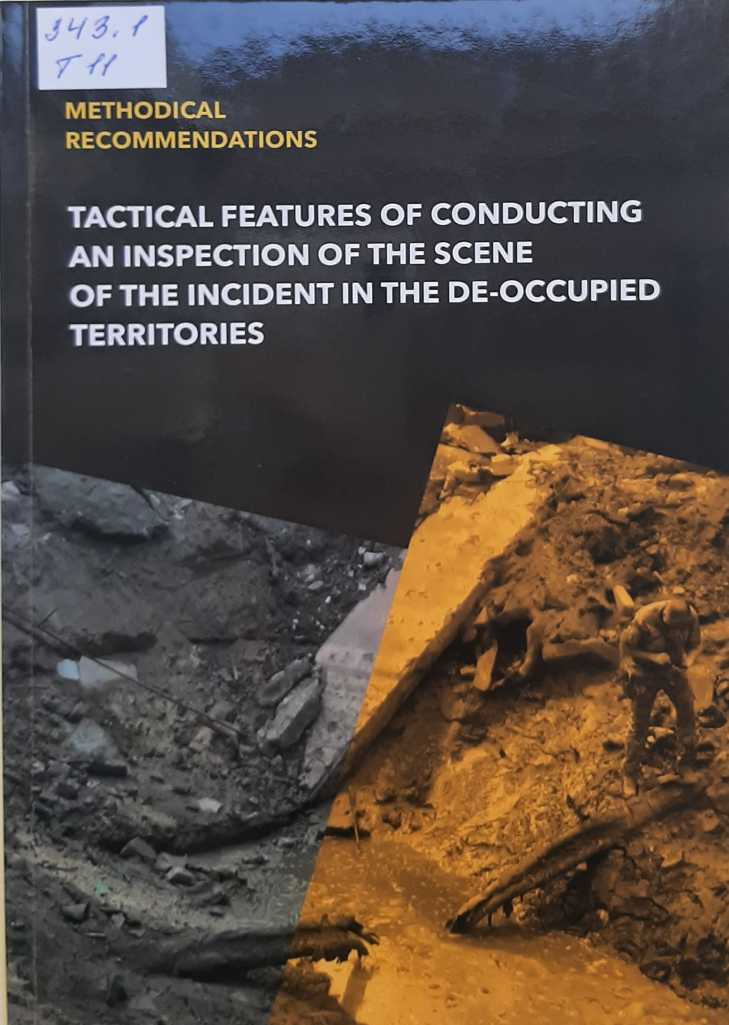 343.1
T 11
METHODICAL
RECOMMENDATIONS
TACTICAL FEATURES OF CONDUCTING
AN INSPECTION OF THE SCENE
OF THE INCIDENT IN THE DE-OCCUPIED
TERRITORIES